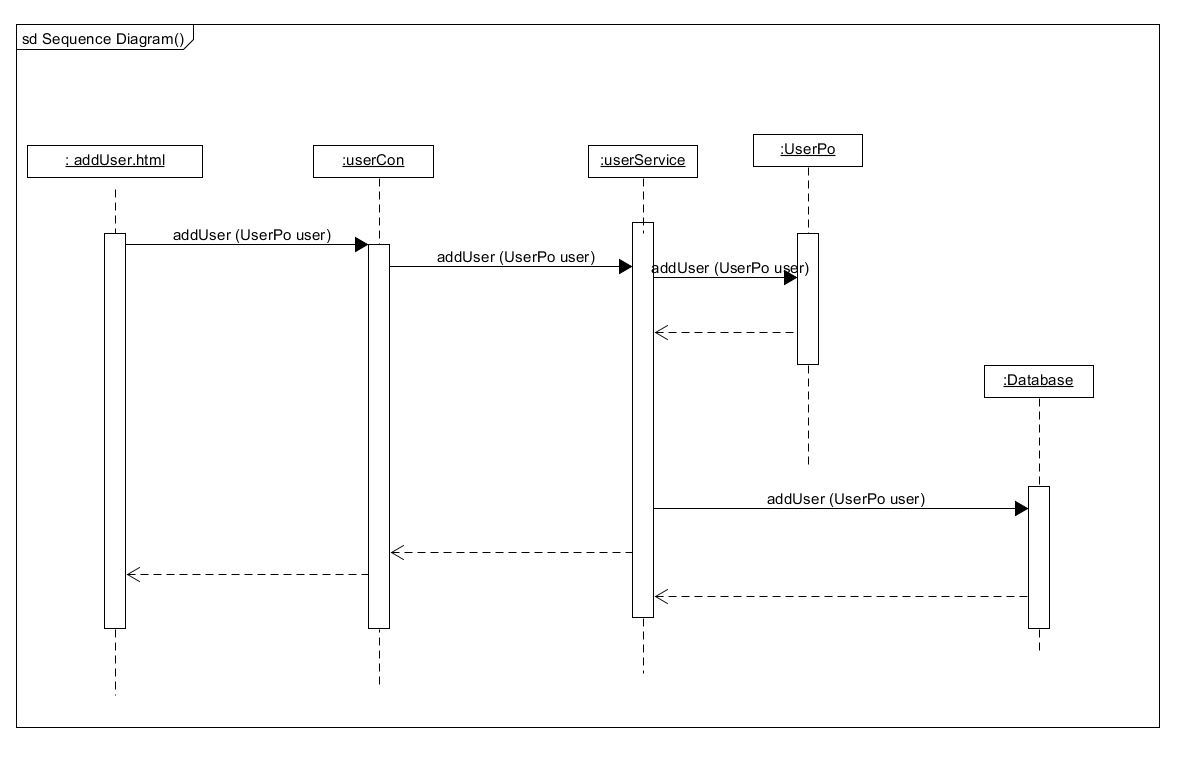 sd Sequence Diagram()
: addUser.html
:userCon
:userService
:UserPo
addUser (UserPo user)
addUser (UserPo user)
addUser (UserPo user)
:Database
addUser (UserPo user)